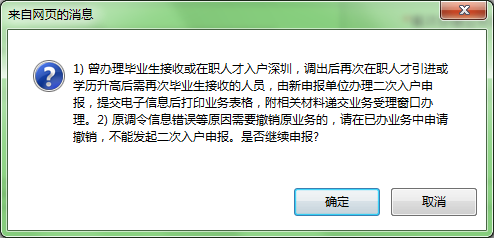 来自网页的消息
1) 曾办理毕业生接收或在职人才入户深圳，调出后再次在职人才引进或
学历升高后需再次毕业生接收的人员，由新申报单位办理二次入户申
报，提交电子信息后打印业务表格，附相关材料递交业务受理窗口办
理。2) 原调令信息错误等原因需要撤销原业务的，请在已办业务中申请
撤销，不能发起二次入户申报。是否继续申报?
确定
取消